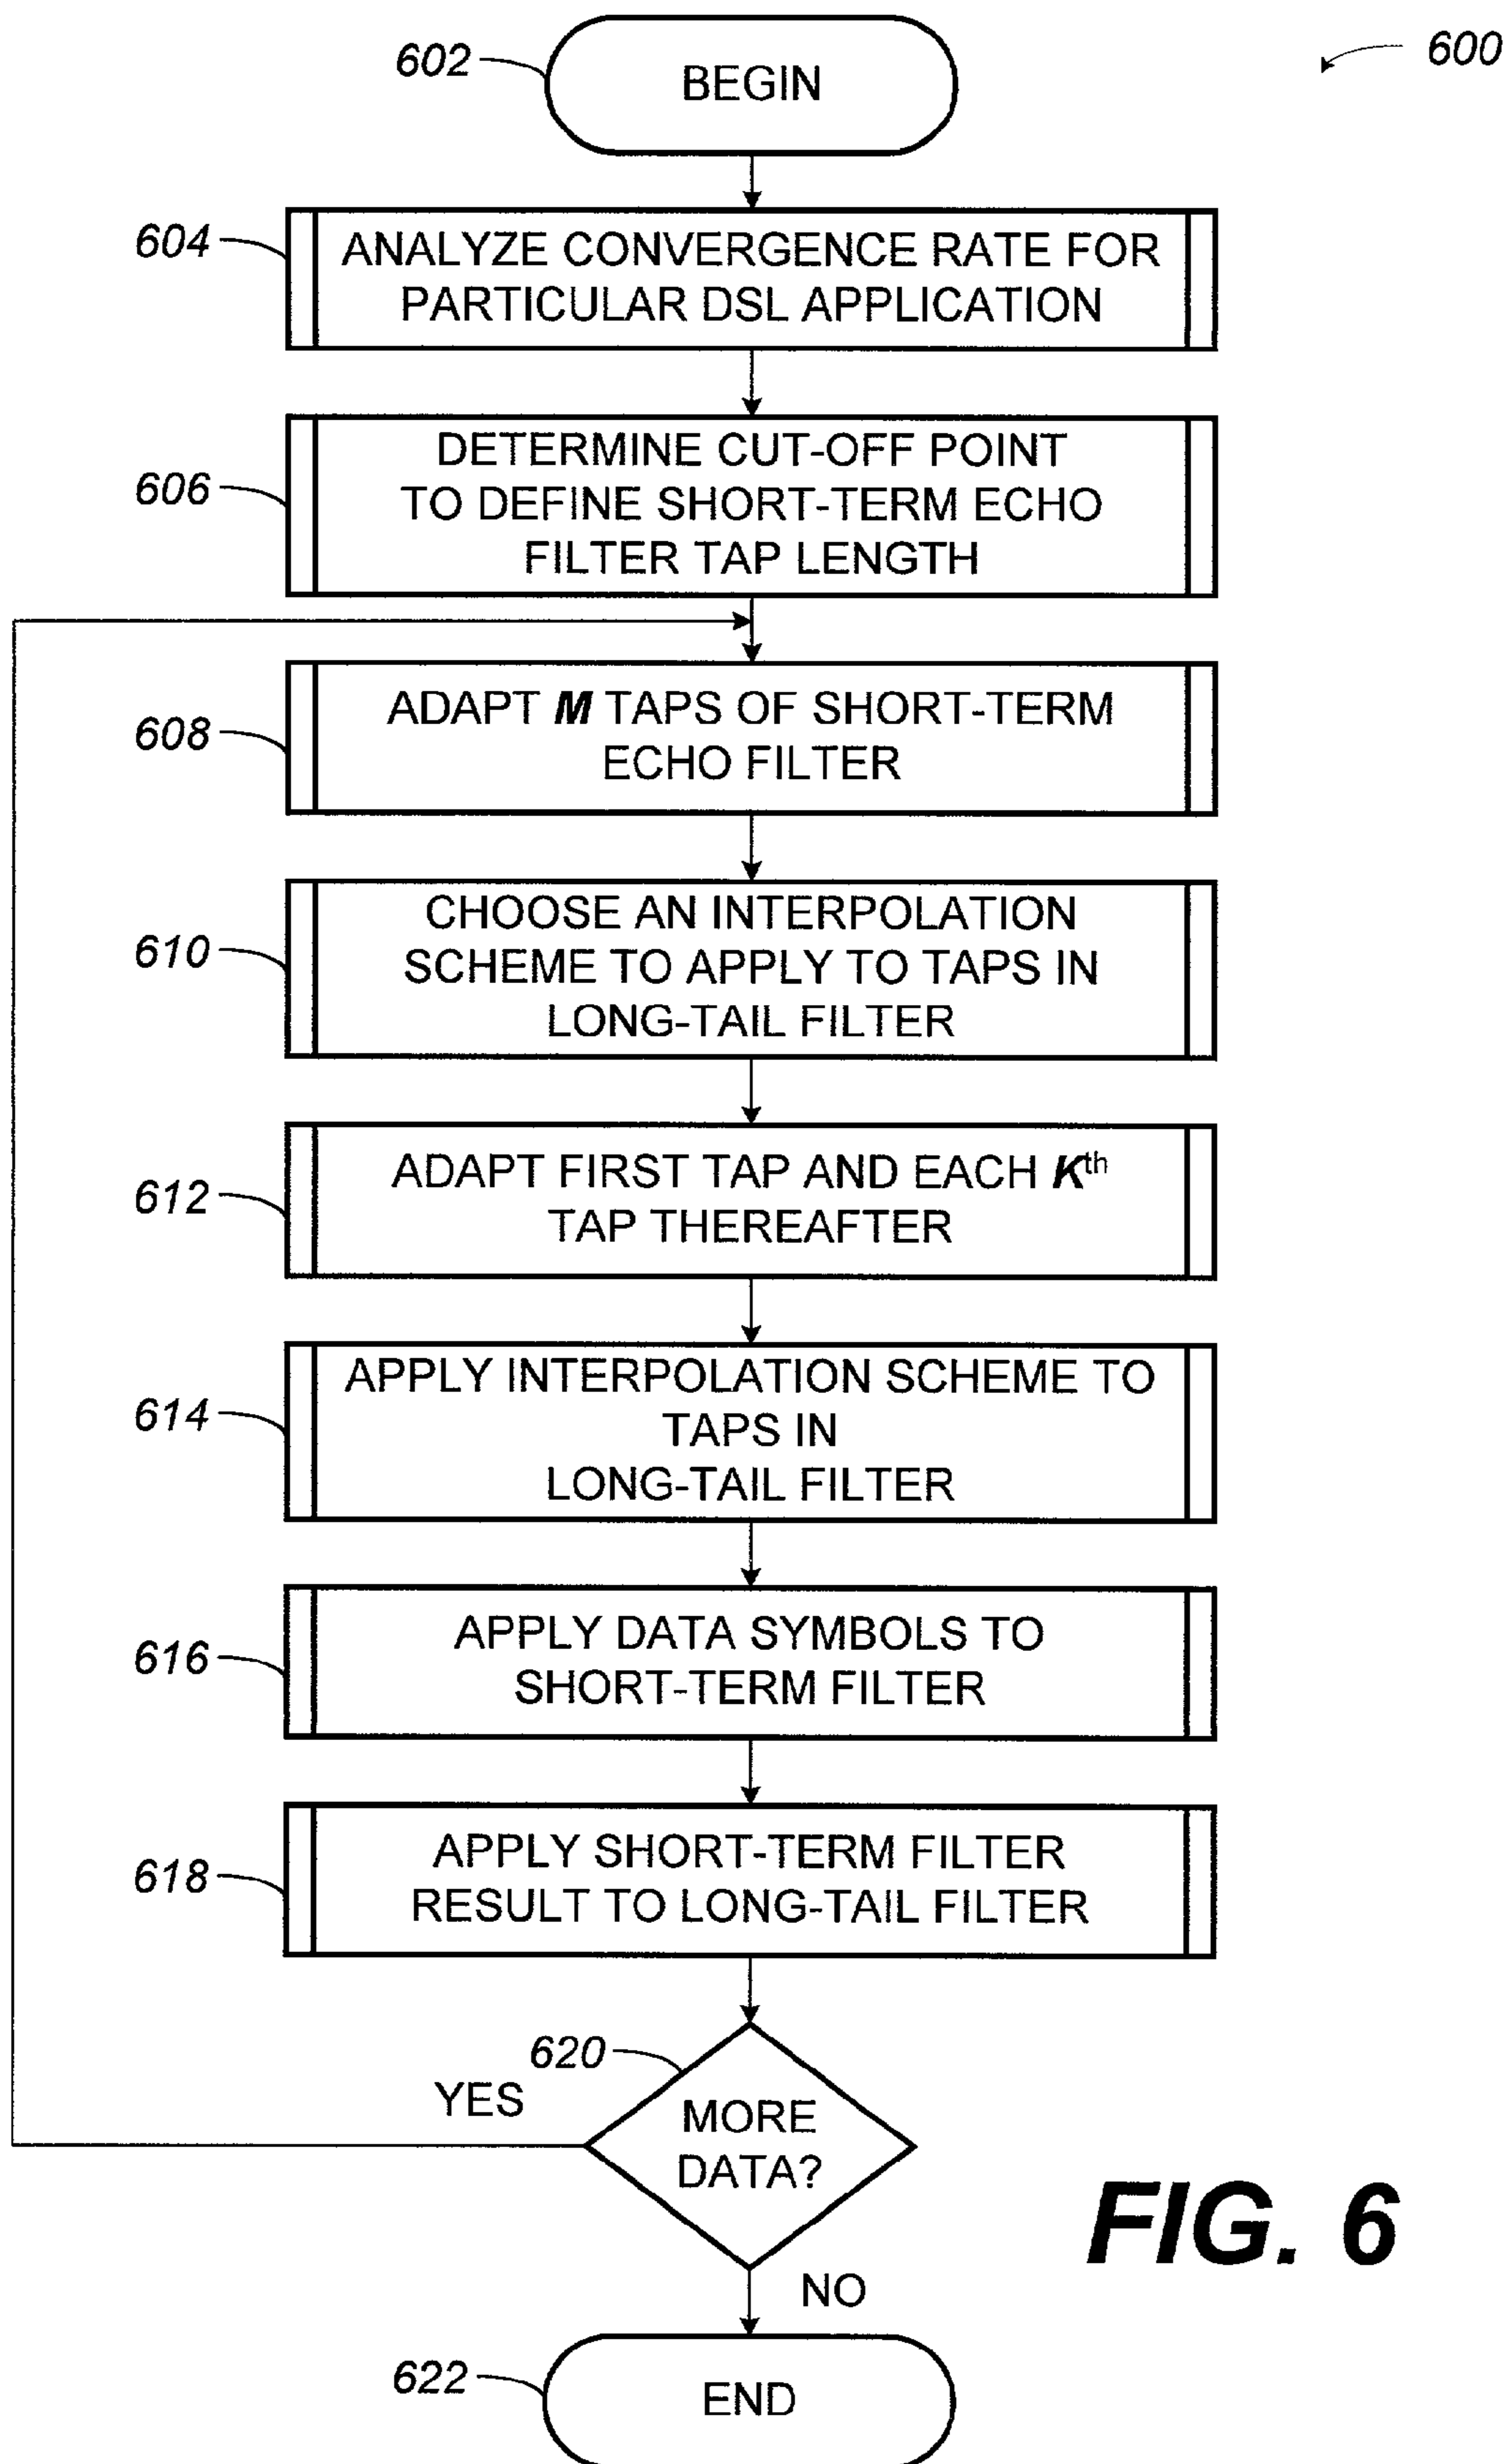 600
602
BEGIN
604
ANALYZE CONVERGENCE RATE FOR
PARTICULAR DSL APPLICATION
606
DETERMINE CUT-OFF POINT
TO DEFINE SHORT-TERM ECHO
FILTER TAP LENGTH
608
ADAPT M TAPS OF SHORT-TERM
ECHO FILTER
610
CHOOSE AN INTERPOLATION
SCHEME TO APPLY TO TAPS IN
LONG-TAIL FILTER
612
ADAPT FIRST TAP AND EACH Kth
TAP THEREAFTER
614
APPLY INTERPOLATION SCHEME TO
TAPS IN
LONG-TAIL FILTER
616
APPLY DATA SYMBOLS TO
SHORT-TERM FILTER
618
APPLY SHORT-TERM FILTER
RESULT TO LONG-TAIL FILTER
620
YES
MORE
DATA?
NO
622
END
FIG. 6